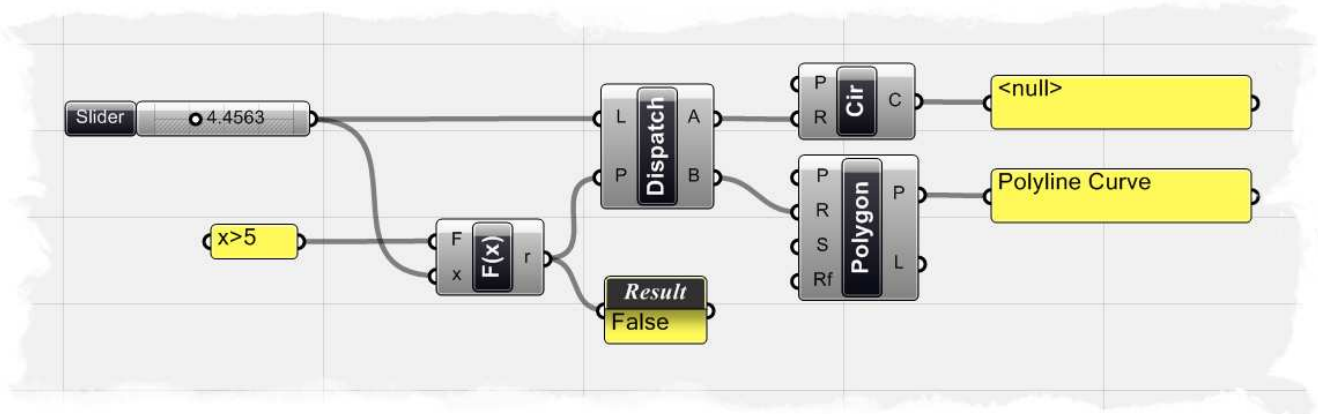 Slider
4.4563
x>5
F
x
F(x)
r
L
P
Dispatch
A
B
Result
False
P
R
Cir
C
<null>
P
R
S
Rf
Polygon
P
L
Polyline Curve